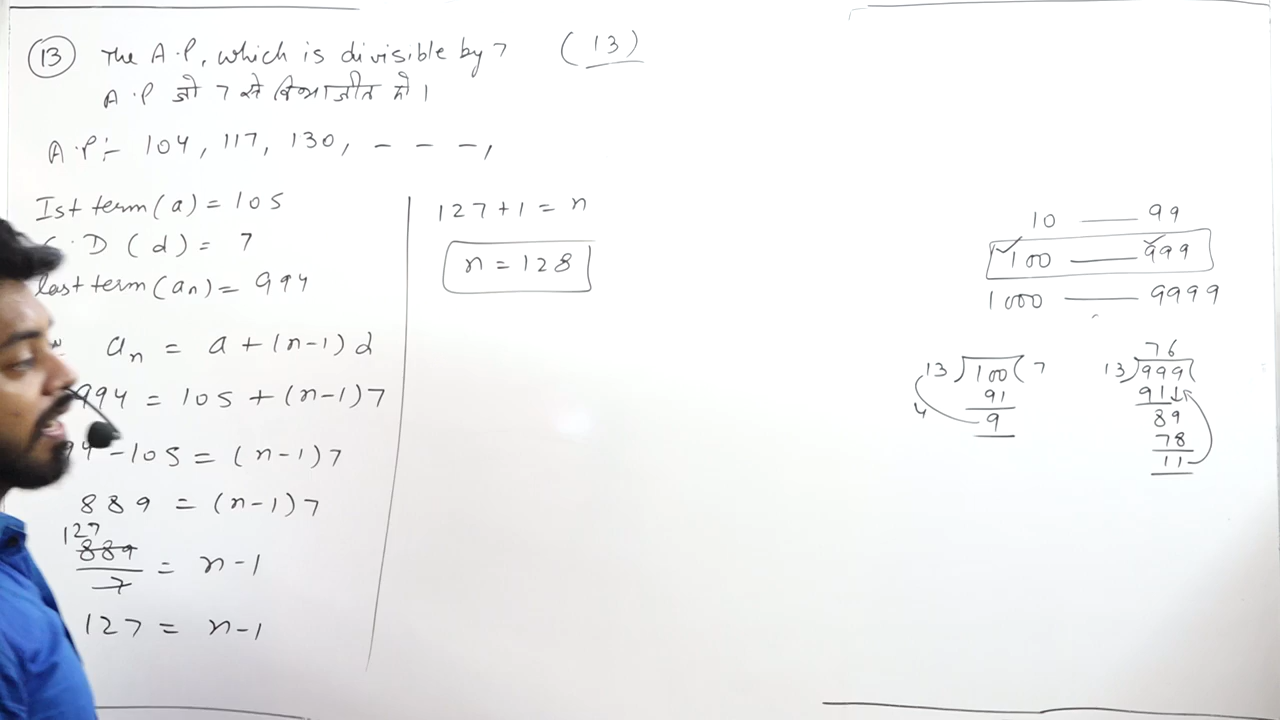 13 The A.P, which is divisible by 7 (13)
A.P जो 7 से विभाजीत हो।
A.P:- 104, 117, 130, - - -,
Ist term (a) = 105
D (d) = 7
last term (an) = 994
an = a + (n-1) d
994 = 105 + (n-1) 7
94 - 105 = (n-1) 7
889 = (n-1) 7
127
889/7 = n-1
127 = n-1
127 + 1 = n
n = 128
10 —— 99
100 —— 999
1000 —— 9999
13)100(7
91
9
4
76
13)999(
91
89
78
11